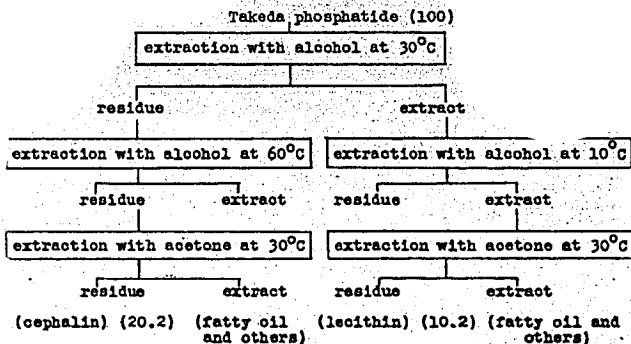 Takeda phosphatide (100)
extraction with alcohol at 30°C
residue extract
extraction with alcohol at 60°C extraction with alcohol at 10°C
residue extract residue extract
extraction with acetone at 30°C extraction with acetone at 30°C
residue extract residue extract
(cephalin) (20.2) (fatty oil (lecithin) (10.2) (fatty oil and
and others) others)